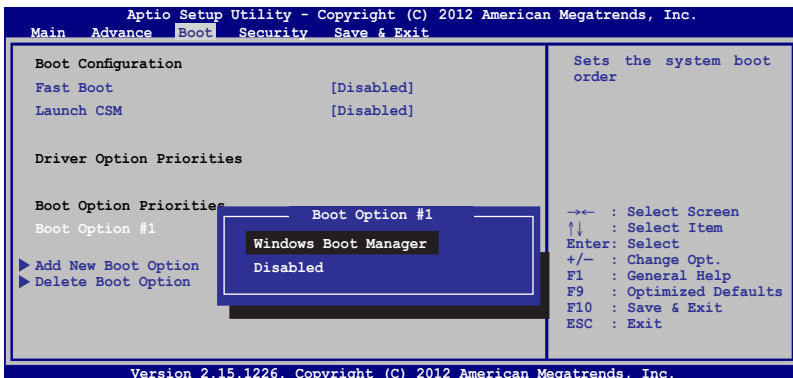 Aptio Setup Utility - Copyright (C) 2012 American Megatrends, Inc.
Main Advance Boot Security Save & Exit
Boot Configuration
Fast Boot [Disabled]
Launch CSM [Disabled]
Driver Option Priorities
Boot Option Priorities
Boot Option #1
Add New Boot Option
Delete Boot Option
Boot Option #1
Windows Boot Manager
Disabled
Sets the system boot
order
→← : Select Screen
↑↓ : Select Item
Enter: Select
+/— : Change Opt.
F1 : General Help
F9 : Optimized Defaults
F10 : Save & Exit
ESC : Exit
Version 2.15.1226. Copyright (C) 2012 American Megatrends, Inc.